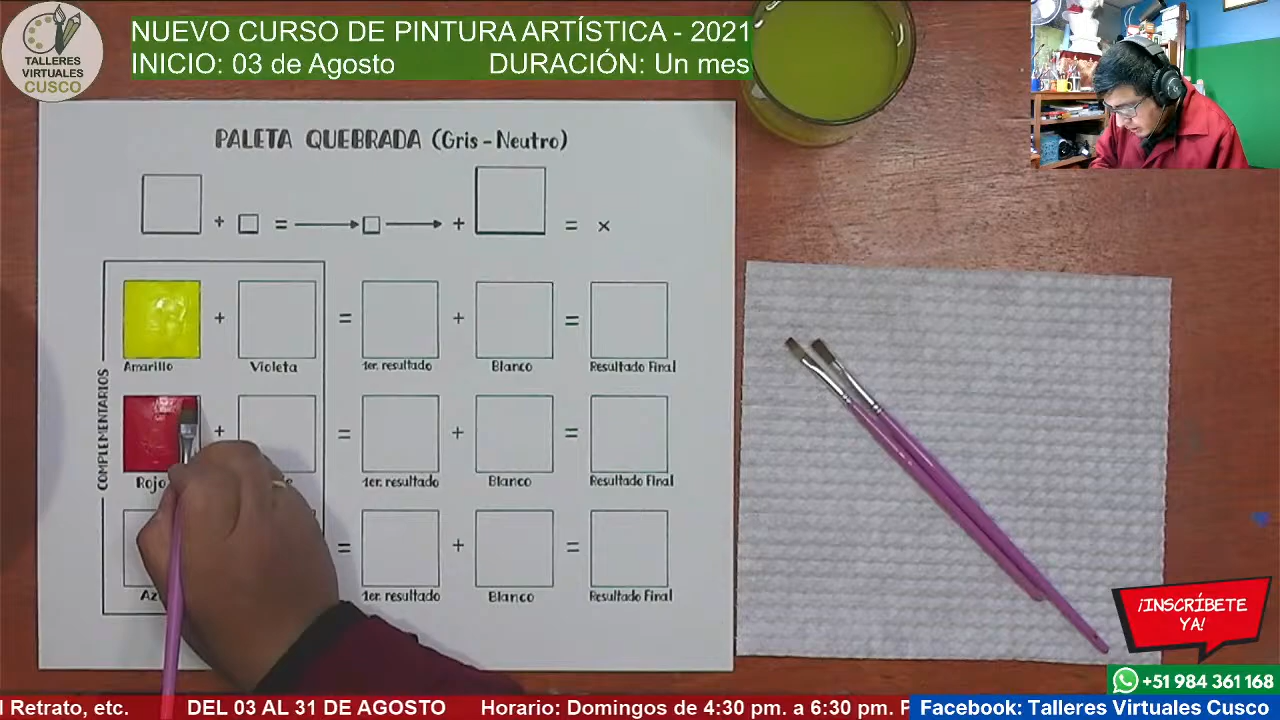 TALLERES
VIRTUALES
CUSCO
NUEVO CURSO DE PINTURA ARTÍSTICA - 2021
INICIO: 03 de Agosto DURACIÓN: Un mes
PALETA QUEBRADA (Gris - Neutro)
+ = + = ×
COMPLEMENTARIOS
+ = + =
Amarillo Violeta 1er. resultado Blanco Resultado Final
+ = + =
Rojo 1er. resultado Blanco Resultado Final
= + =
1er. resultado Blanco Resultado Final
¡INSCRÍBETE
YA!
+51 984 361 168
l Retrato, etc. DEL 03 AL 31 DE AGOSTO Horario: Domingos de 4:30 pm. a 6:30 pm. Facebook: Talleres Virtuales Cusco